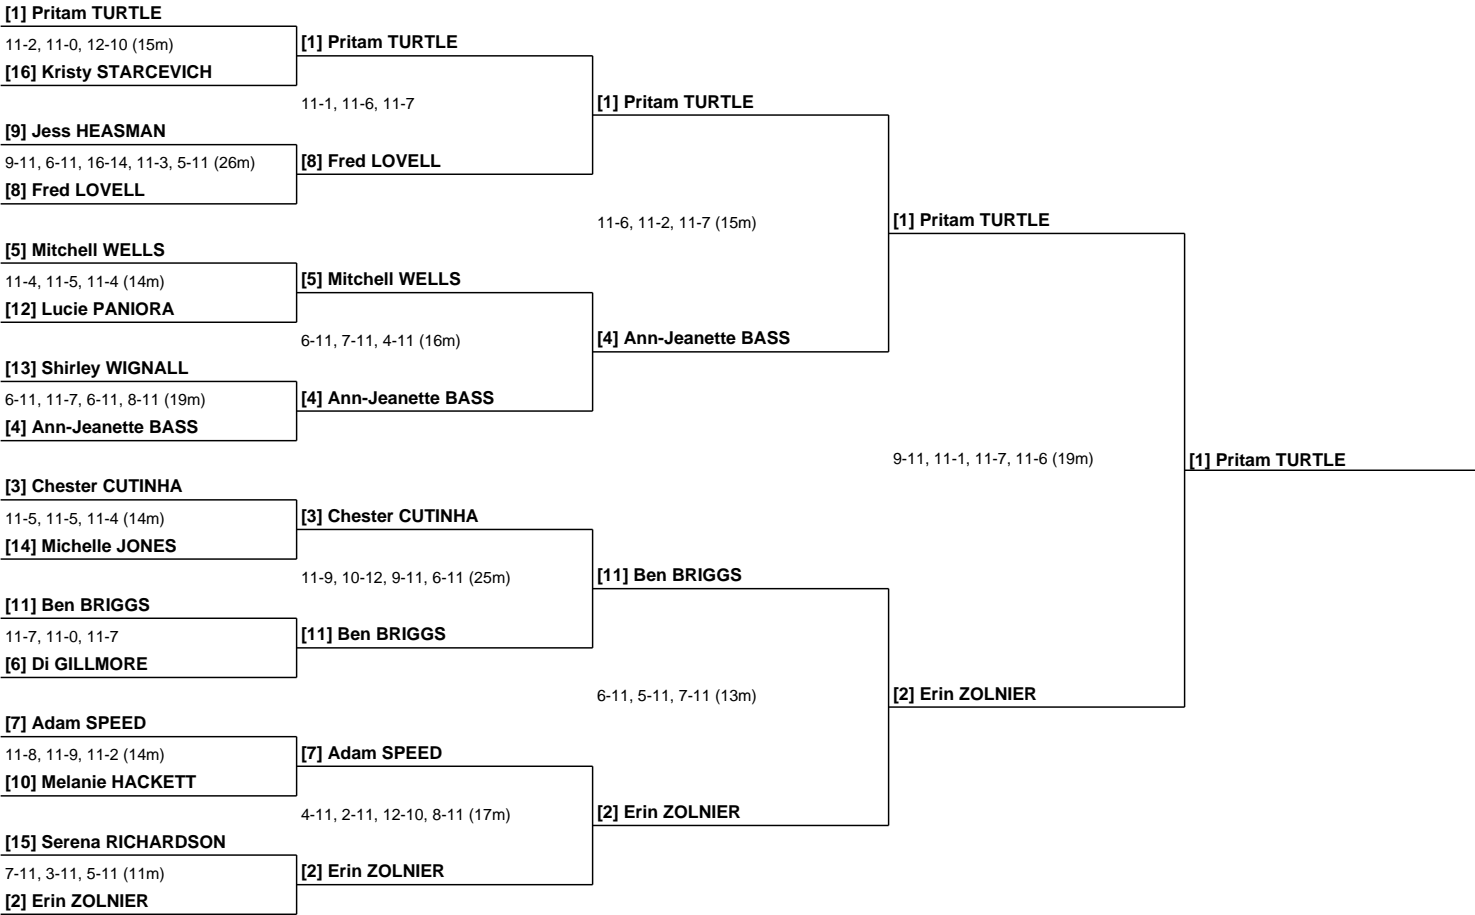 [1] Pritam TURTLE
11-2, 11-0, 12-10 (15m)
[16] Kristy STARCEVICH
[9] Jess HEASMAN
9-11, 6-11, 16-14, 11-3, 5-11 (26m)
[8] Fred LOVELL
[5] Mitchell WELLS
11-4, 11-5, 11-4 (14m)
[12] Lucie PANIORA
[13] Shirley WIGNALL
6-11, 11-7, 6-11, 8-11 (19m)
[4] Ann-Jeanette BASS
[3] Chester CUTINHA
11-5, 11-5, 11-4 (14m)
[14] Michelle JONES
[11] Ben BRIGGS
11-7, 11-0, 11-7
[6] Di GILLMORE
[7] Adam SPEED
11-8, 11-9, 11-2 (14m)
[10] Melanie HACKETT
[15] Serena RICHARDSON
7-11, 3-11, 5-11 (11m)
[2] Erin ZOLNIER
[1] Pritam TURTLE
11-1, 11-6, 11-7
[8] Fred LOVELL
[5] Mitchell WELLS
6-11, 7-11, 4-11 (16m)
[4] Ann-Jeanette BASS
[3] Chester CUTINHA
11-9, 10-12, 9-11, 6-11 (25m)
[11] Ben BRIGGS
[7] Adam SPEED
4-11, 2-11, 12-10, 8-11 (17m)
[2] Erin ZOLNIER
[1] Pritam TURTLE
11-6, 11-2, 11-7 (15m)
[4] Ann-Jeanette BASS
[11] Ben BRIGGS
6-11, 5-11, 7-11 (13m)
[2] Erin ZOLNIER
[1] Pritam TURTLE
9-11, 11-1, 11-7, 11-6 (19m)
[2] Erin ZOLNIER
[1] Pritam TURTLE